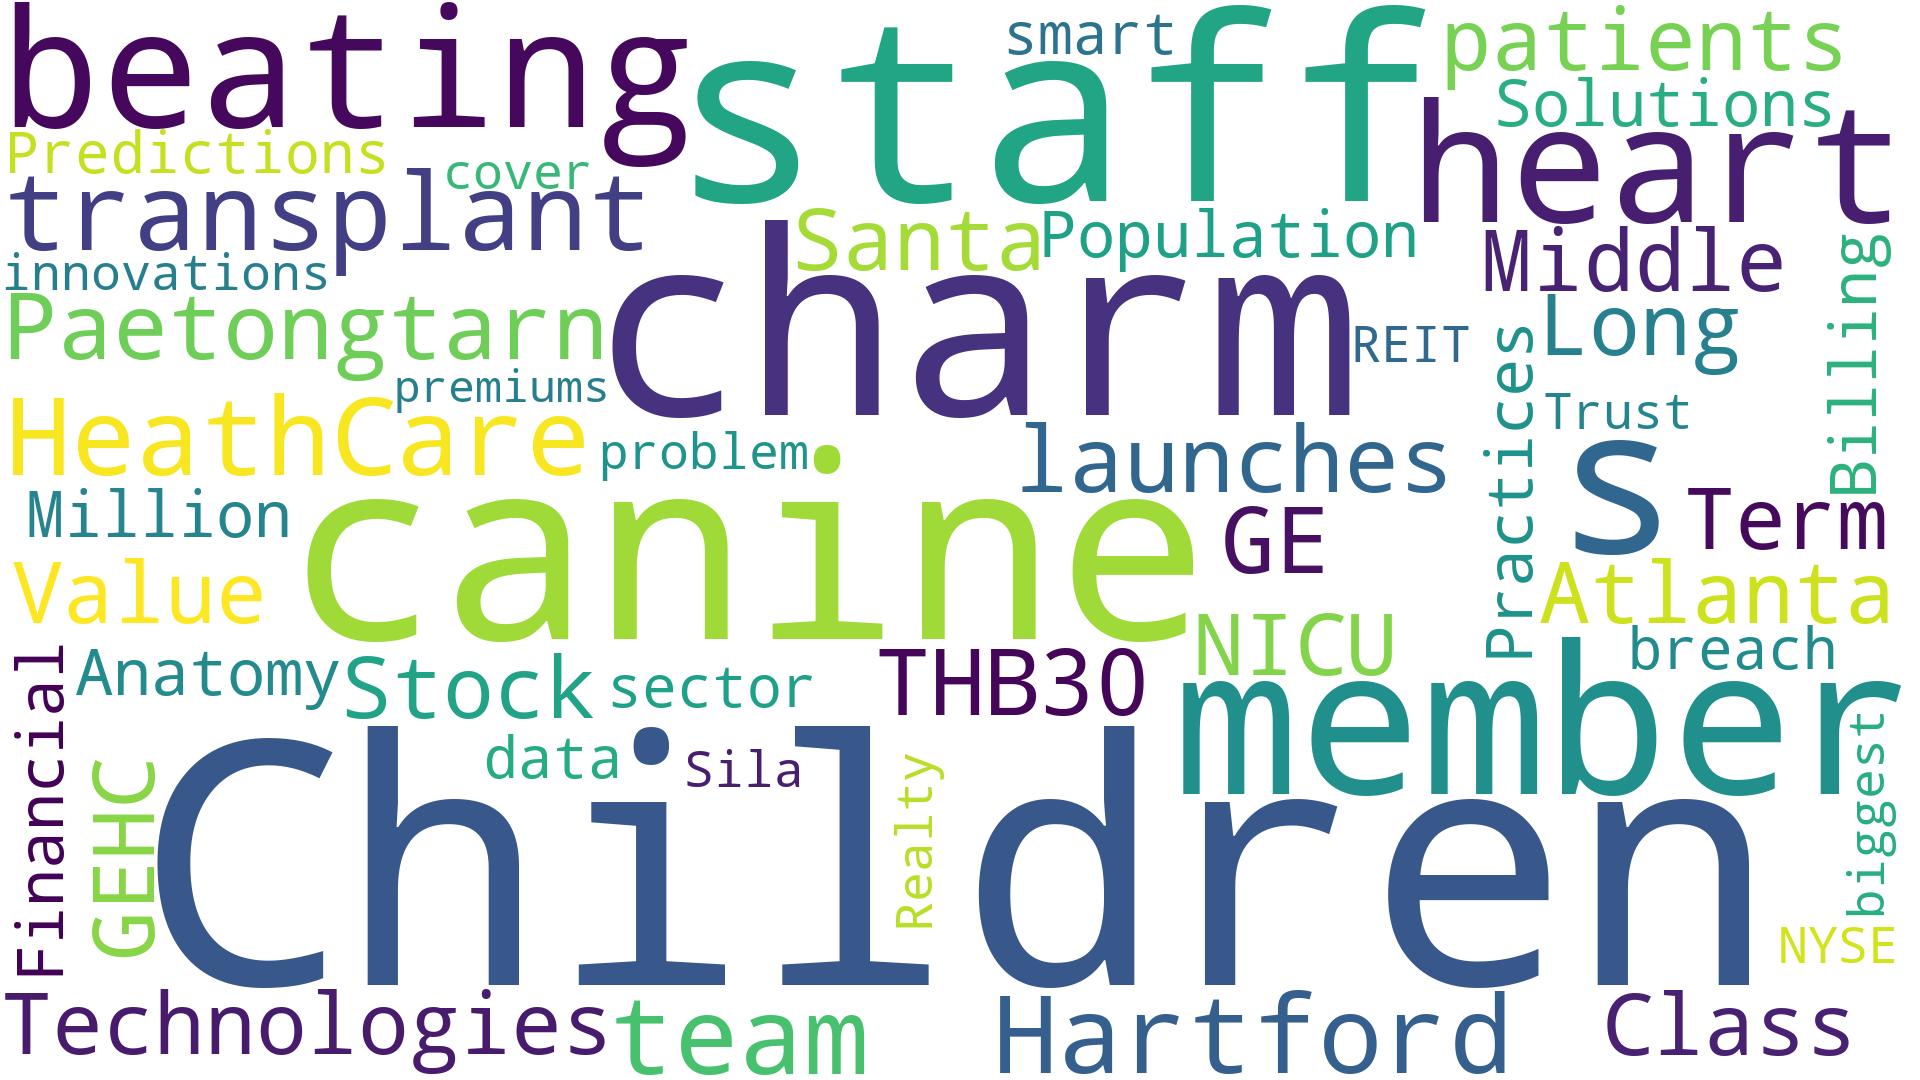 beating
staff
smart
patients
Solutions
heart
Predictions
cover
transplant
Santa
Population
Middle
Billing
innovations
charm
Paetongtarn
REIT
Practices
Long
premiums
Trust
HeathCare
problem
launches
s
Million
canine
GE
Term
Value
Atlanta
NICU
breach
Financial
Anatomy
Stock
sector
THB30
member
data
Sila
Realty
biggest
GEHC
Children
NYSE
Technologies
team
Hartford
Class